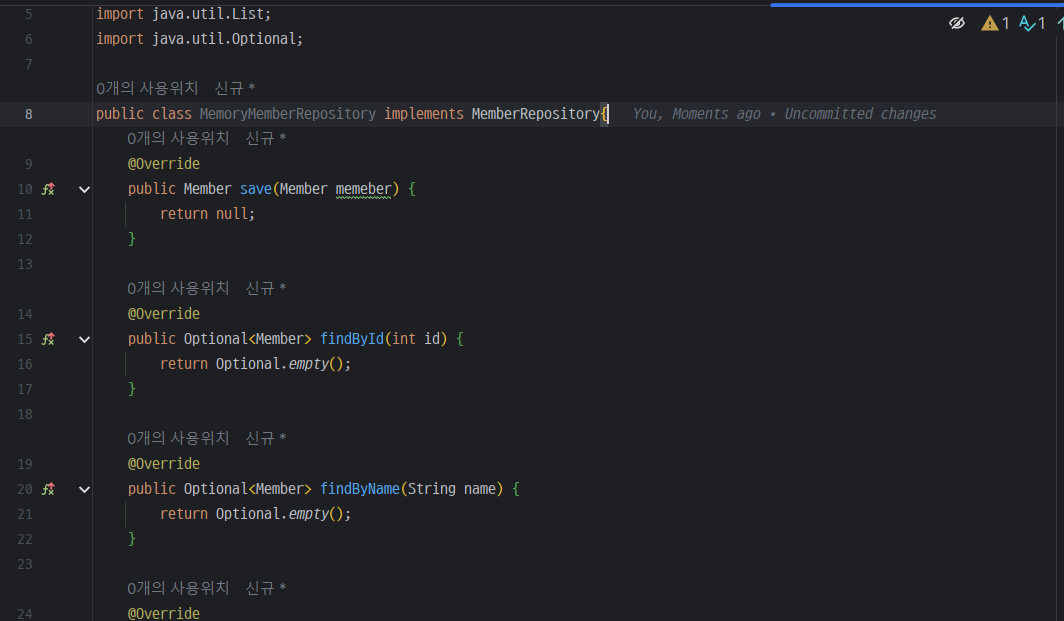 5 import java.util.List;
6 import java.util.Optional;
7
1 1
0개의 사용위치 신규 *
8 public class MemoryMemberRepository implements MemberRepository{ You, Moments ago • Uncommitted changes
0개의 사용위치 신규 *
9 @Override
10 public Member save(Member memeber) {
11 return null;
12 }
13
0개의 사용위치 신규 *
14 @Override
15 public Optional<Member> findById(int id) {
16 return Optional.empty();
17 }
18
0개의 사용위치 신규 *
19 @Override
20 public Optional<Member> findByName(String name) {
21 return Optional.empty();
22 }
23
0개의 사용위치 신규 *
24 @Override